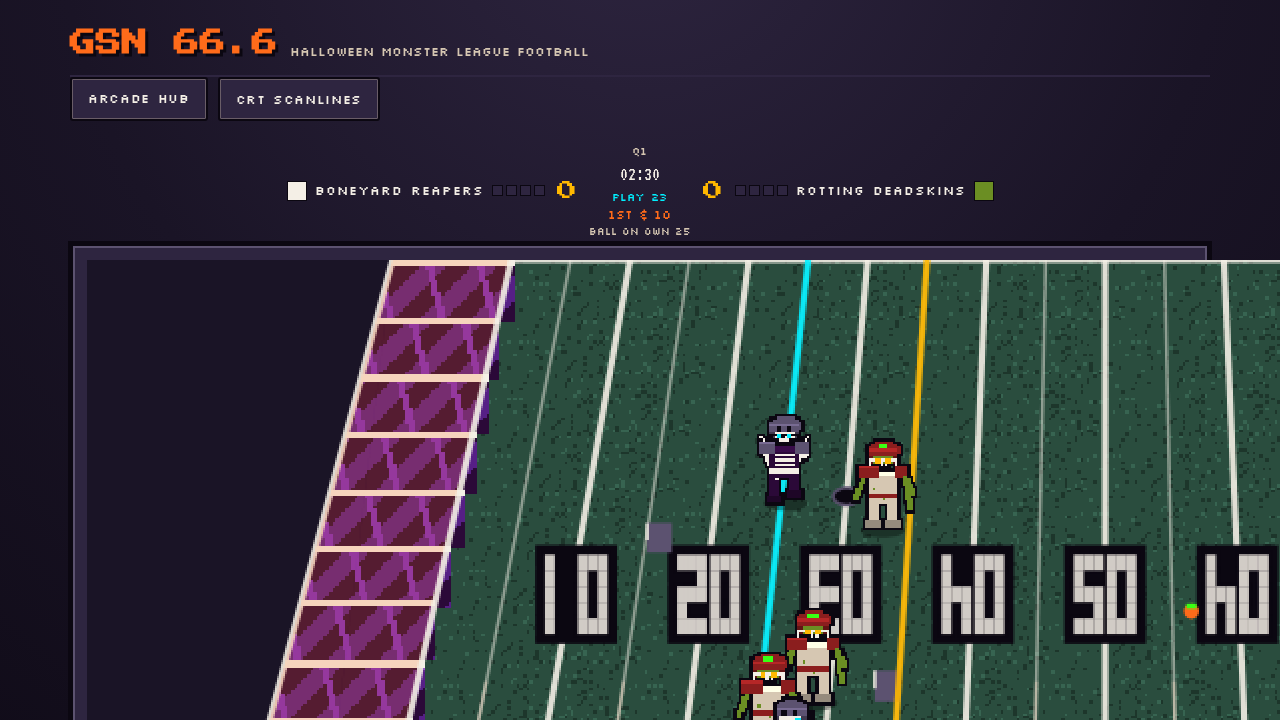 GSN 66.6
HALLOWEEN MONSTER LEAGUE FOOTBALL
ARCADE HUB
CRT SCANLINES
Q1
02:30
BONEYARD REAPERS 0
0 ROTTING DEADSKINS
PLAY 23
1ST & 10
BALL ON OWN 25
10 20 30 40 50 40